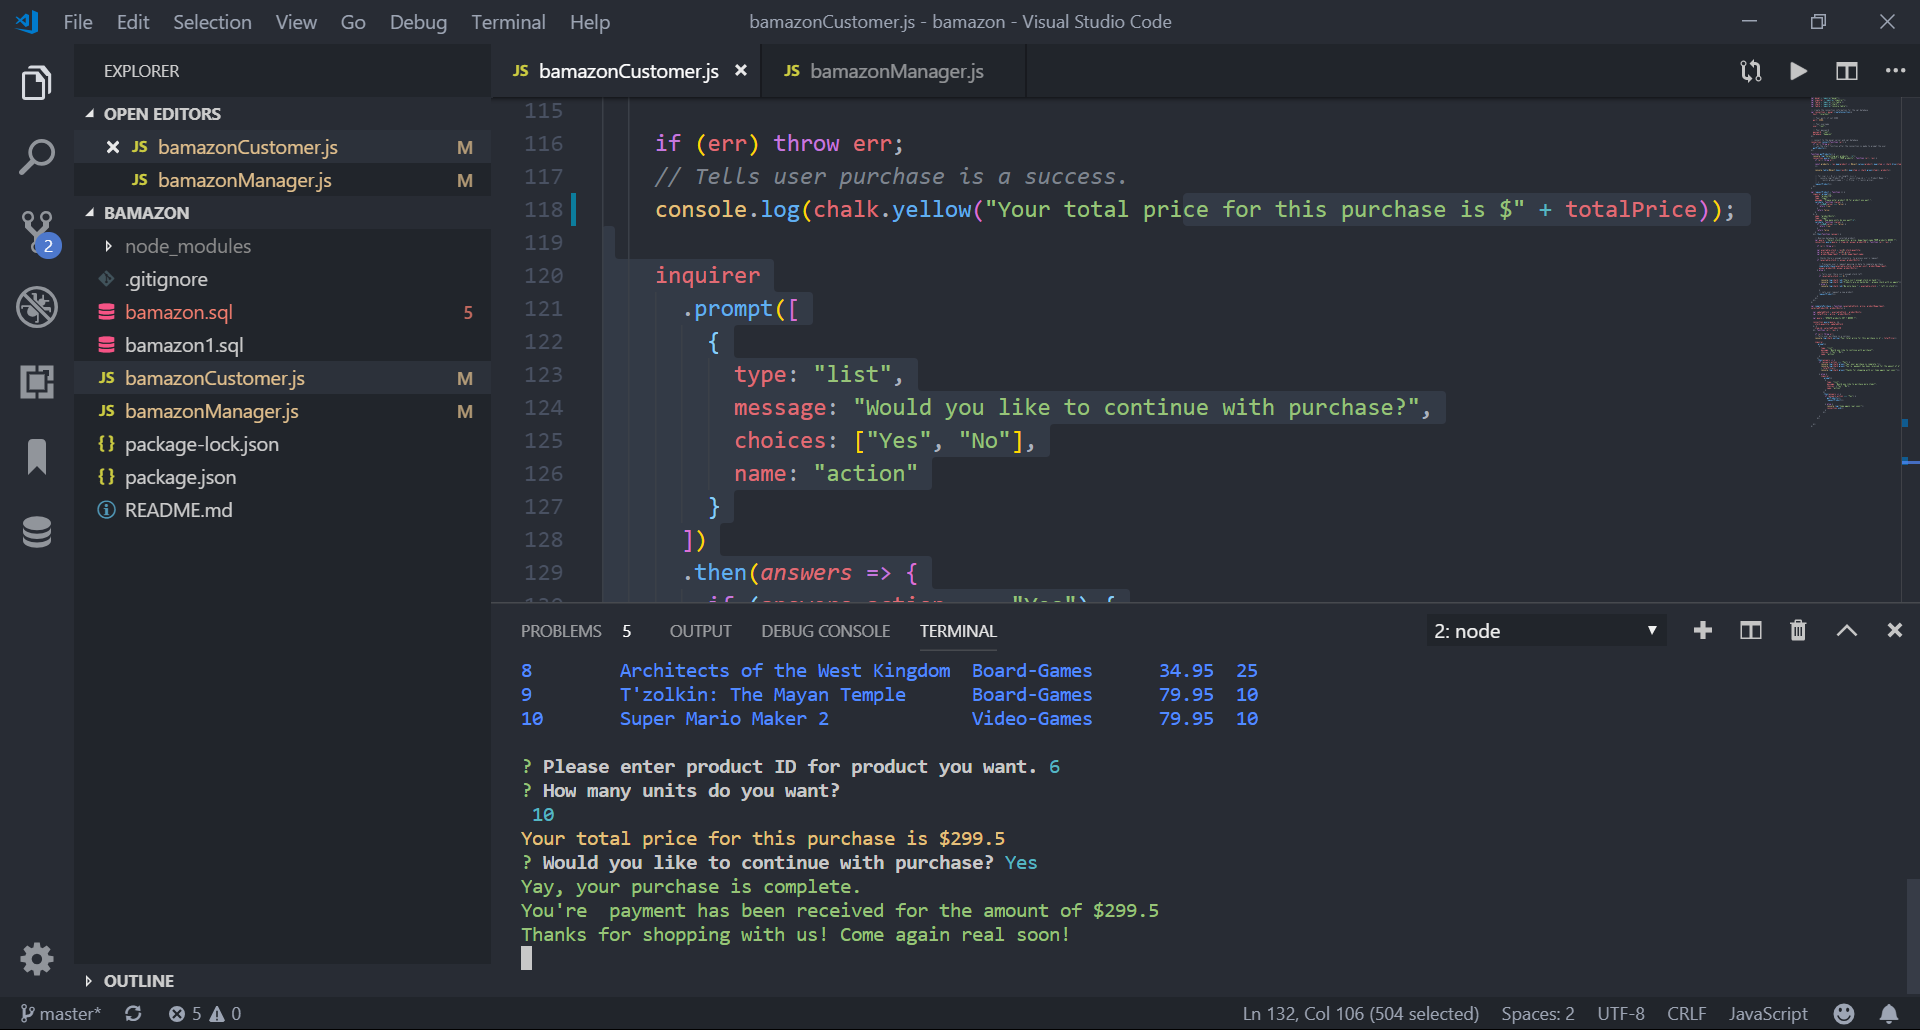 File Edit Selection View Go Debug Terminal Help
bamazonCustomer.js - bamazon - Visual Studio Code
EXPLORER
OPEN EDITORS
JS bamazonCustomer.js M
JS bamazonManager.js M
BAMAZON
node_modules
.gitignore
bamazon.sql 5
bamazon1.sql
JS bamazonCustomer.js M
JS bamazonManager.js M
{} package-lock.json
{} package.json
README.md
OUTLINE
2
JS bamazonCustomer.js
JS bamazonManager.js
115
116 if (err) throw err;
117 // Tells user purchase is a success.
118 console.log(chalk.yellow("Your total price for this purchase is $" + totalPrice));
119
120 inquirer
121 .prompt([
122 {
123 type: "list",
124 message: "Would you like to continue with purchase?",
125 choices: ["Yes", "No"],
126 name: "action"
127 }
128 ])
129 .then(answers => {
PROBLEMS 5 OUTPUT DEBUG CONSOLE TERMINAL
2: node
8 Architects of the West Kingdom Board-Games 34.95 25
9 T'zolkin: The Mayan Temple Board-Games 79.95 10
10 Super Mario Maker 2 Video-Games 79.95 10
? Please enter product ID for product you want. 6
? How many units do you want?
10
Your total price for this purchase is $299.5
? Would you like to continue with purchase? Yes
Yay, your purchase is complete.
You're  payment has been received for the amount of $299.5
Thanks for shopping with us! Come again real soon!
master* 5 0
Ln 132, Col 106 (504 selected) Spaces: 2 UTF-8 CRLF JavaScript